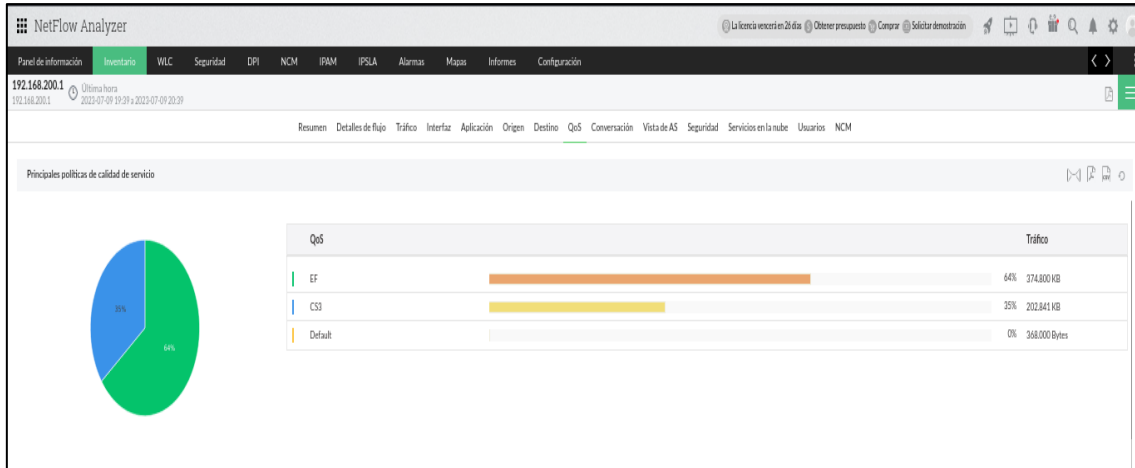 NetFlow Analyzer
La licencia vencerá en 26 días Obtener presupuesto Comprar Solicitar demostración
Panel de información Inventario WLC Seguridad DPI NCM IPAM IPSLA Alarmas Mapas Informes Configuración
192.168.200.1 Última hora
192.168.200.1 2023-07-09 19:39 a 2023-07-09 20:39
Resumen Detalles de flujo Tráfico Interfaz Aplicación Origen Destino QoS Conversación Vista de AS Seguridad Servicios en la nube Usuarios NCM
Principales políticas de calidad de servicio
QoS Tráfico
EF 64% 374.800 KB
CS3 35% 202.841 KB
Default 0% 368.000 Bytes
35%
64%